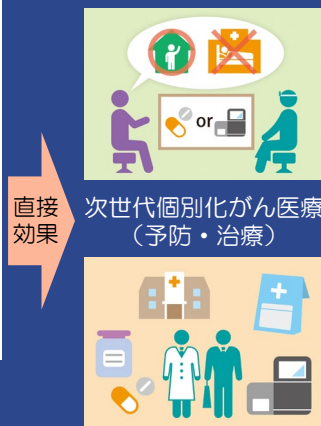 or
直接
効果
次世代個別化がん医療
（予防・治療）